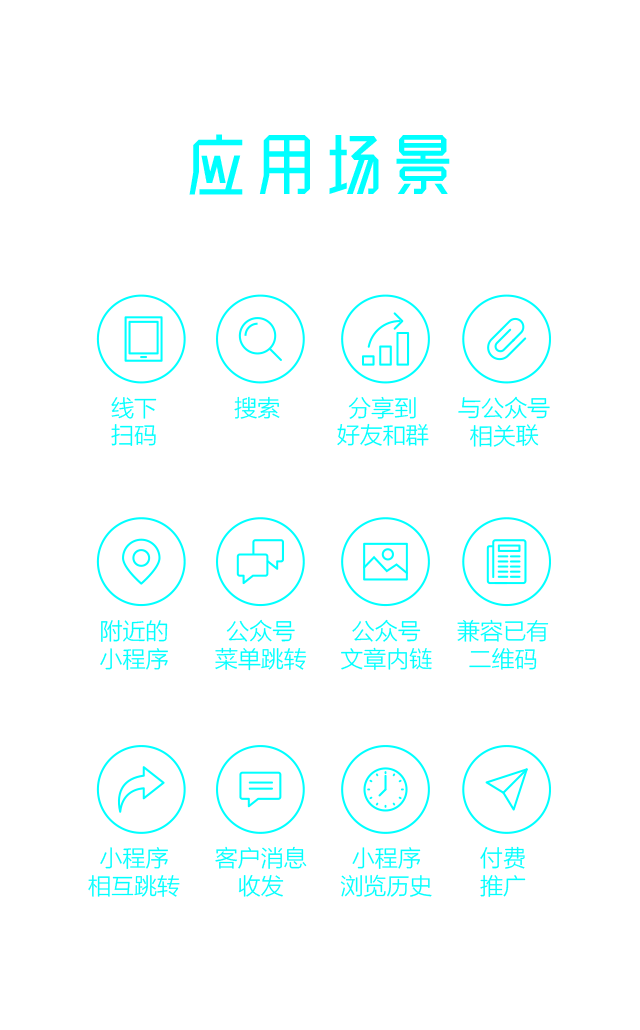 应用场景
线下
扫码
搜索
分享到
好友和群
与公众号
相关联
附近的
小程序
公众号
菜单跳转
公众号
文章内链
兼容已有
二维码
小程序
相互跳转
客户消息
收发
小程序
浏览历史
付费
推广